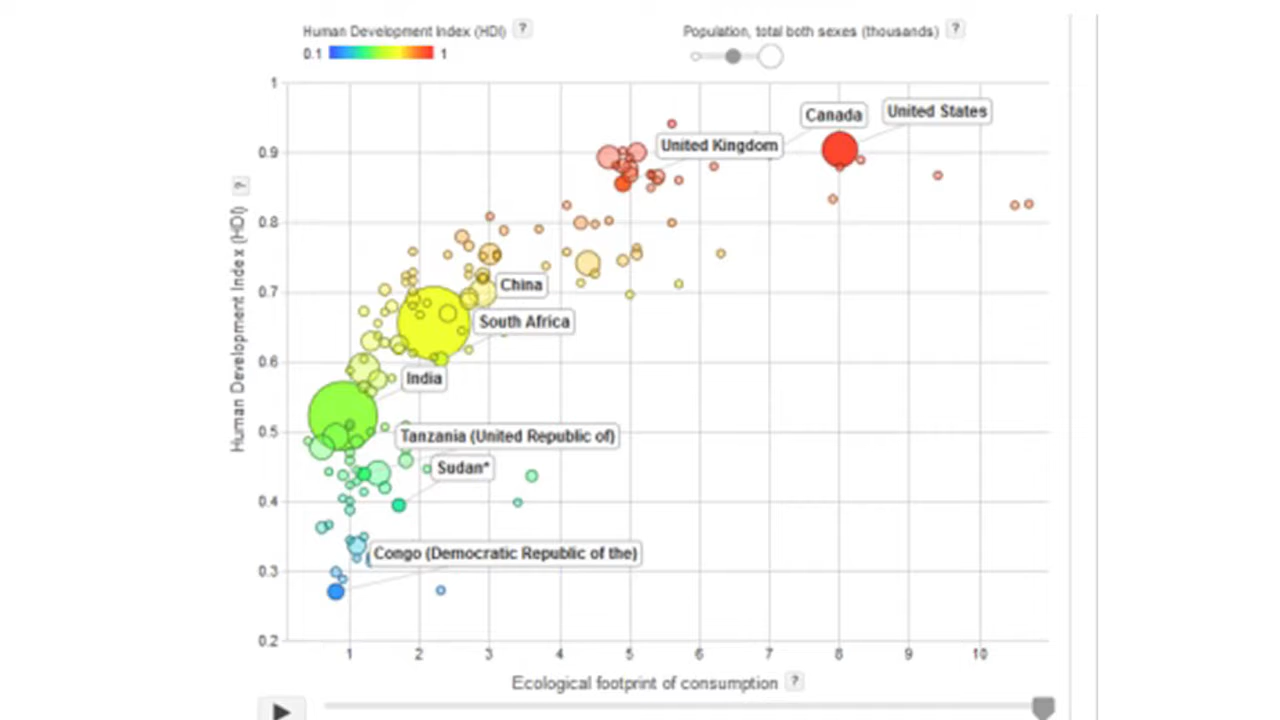 Human Development Index (HDI) ?
0.1 1
Population, total both sexes (thousands) ?
1
0.9
0.8
0.7
0.6
0.5
0.4
0.3
0.2
Human Development Index (HDI) ?
Canada
United States
United Kingdom
China
South Africa
India
Tanzania (United Republic of)
Sudan*
Congo (Democratic Republic of the)
1 2 3 4 5 6 7 8 9 10
Ecological footprint of consumption ?